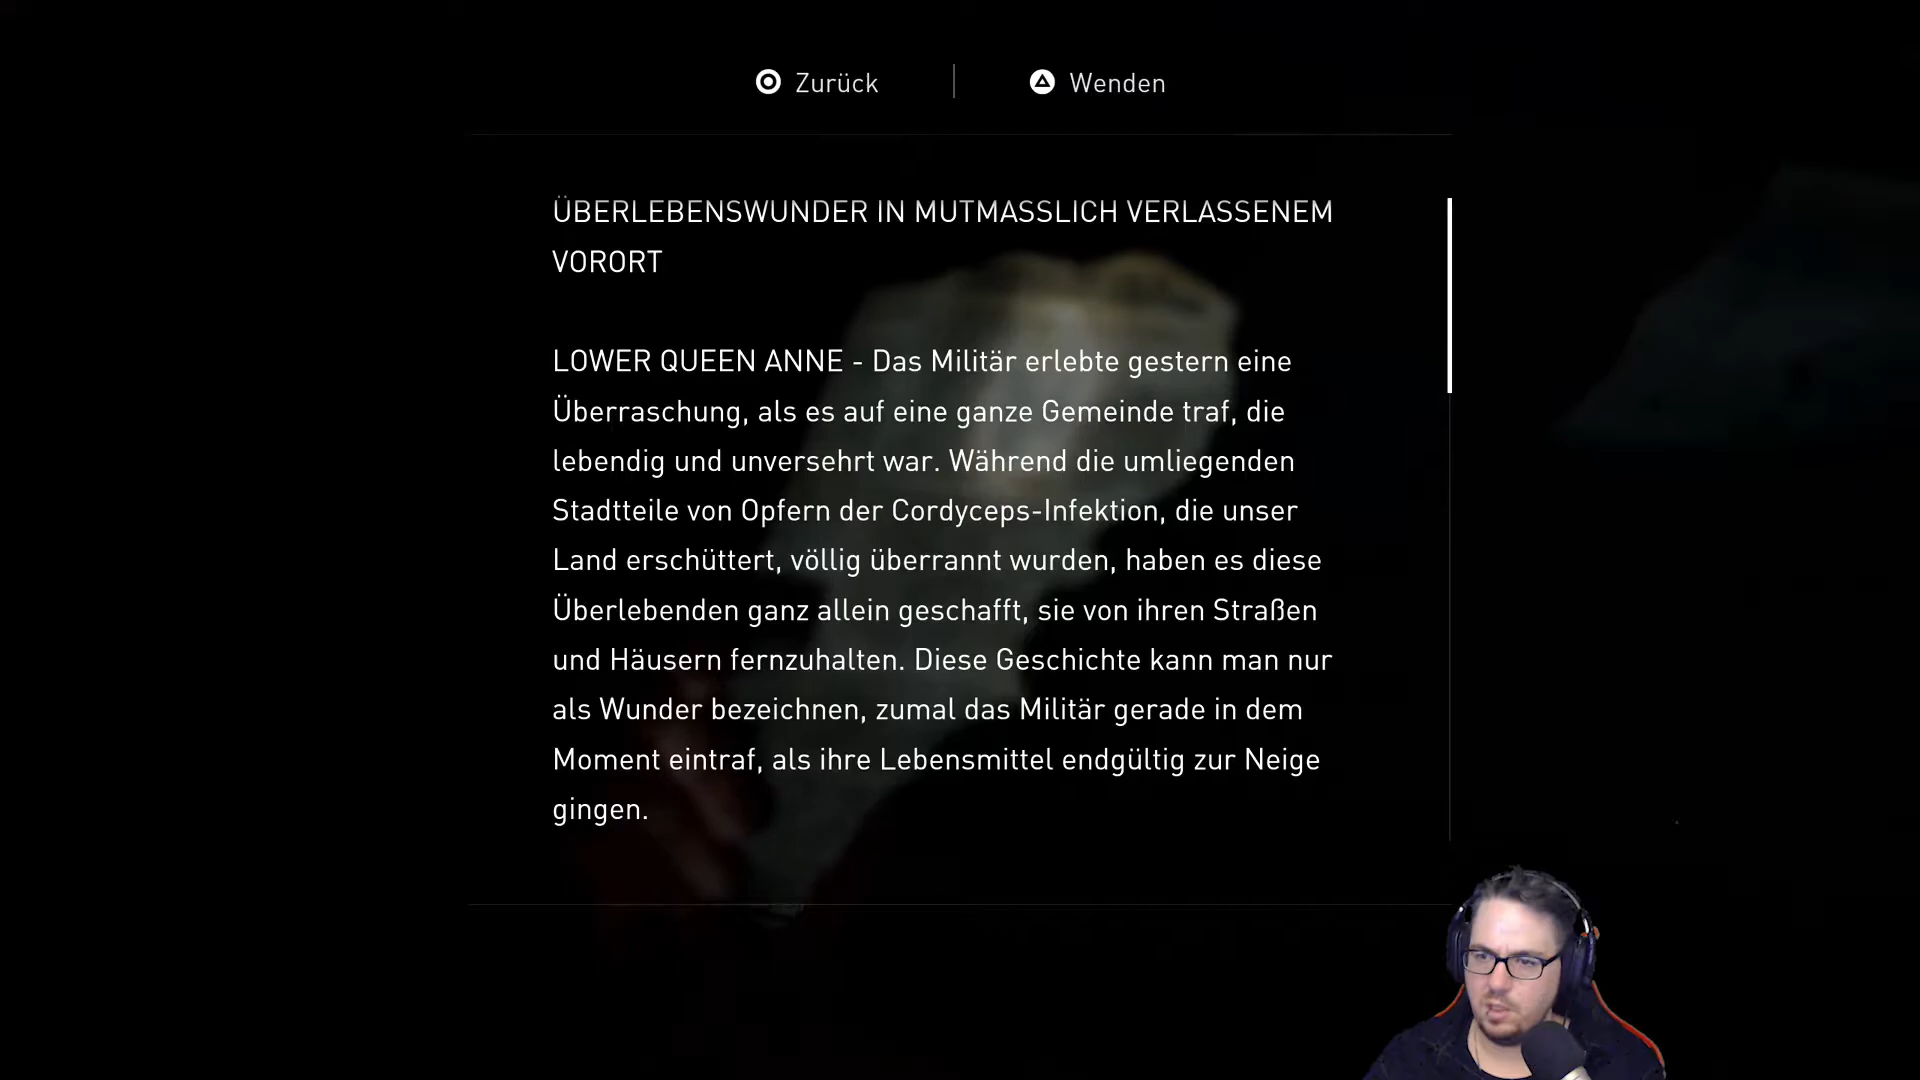 Zurück
Wenden
ÜBERLEBENSWUNDER IN MUTMASSLICH VERLASSENEM
VORORT
LOWER QUEEN ANNE - Das Militär erlebte gestern eine
Überraschung, als es auf eine ganze Gemeinde traf, die
lebendig und unversehrt war. Während die umliegenden
Stadtteile von Opfern der Cordyceps-Infektion, die unser
Land erschüttert, völlig überrannt wurden, haben es diese
Überlebenden ganz allein geschafft, sie von ihren Straßen
und Häusern fernzuhalten. Diese Geschichte kann man nur
als Wunder bezeichnen, zumal das Militär gerade in dem
Moment eintraf, als ihre Lebensmittel endgültig zur Neige
gingen.